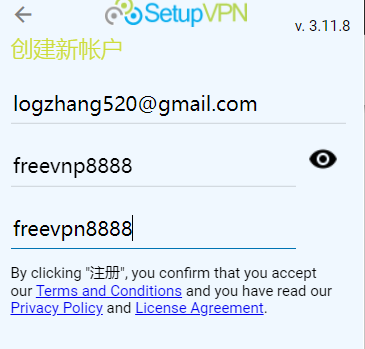 SetupVPN
v. 3.11.8
创建新帐户
logzhang520@gmail.com
freevnp8888
freevpn8888
By clicking "注册", you confirm that you accept
our Terms and Conditions and you have read our
Privacy Policy and License Agreement.